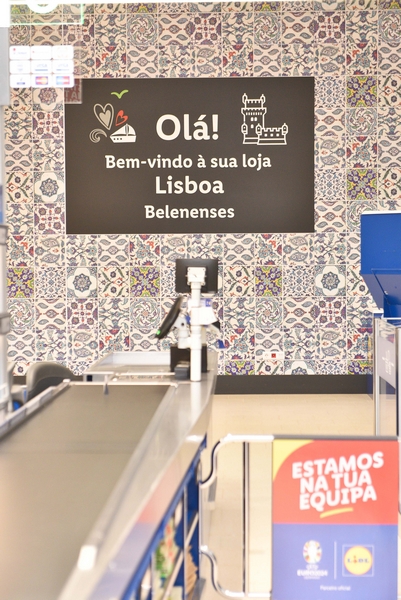 Olá!
Bem-vindo à sua loja
Lisboa
Belenenses
ESTAMOS
NA TUA
EQUIPA
LIDL